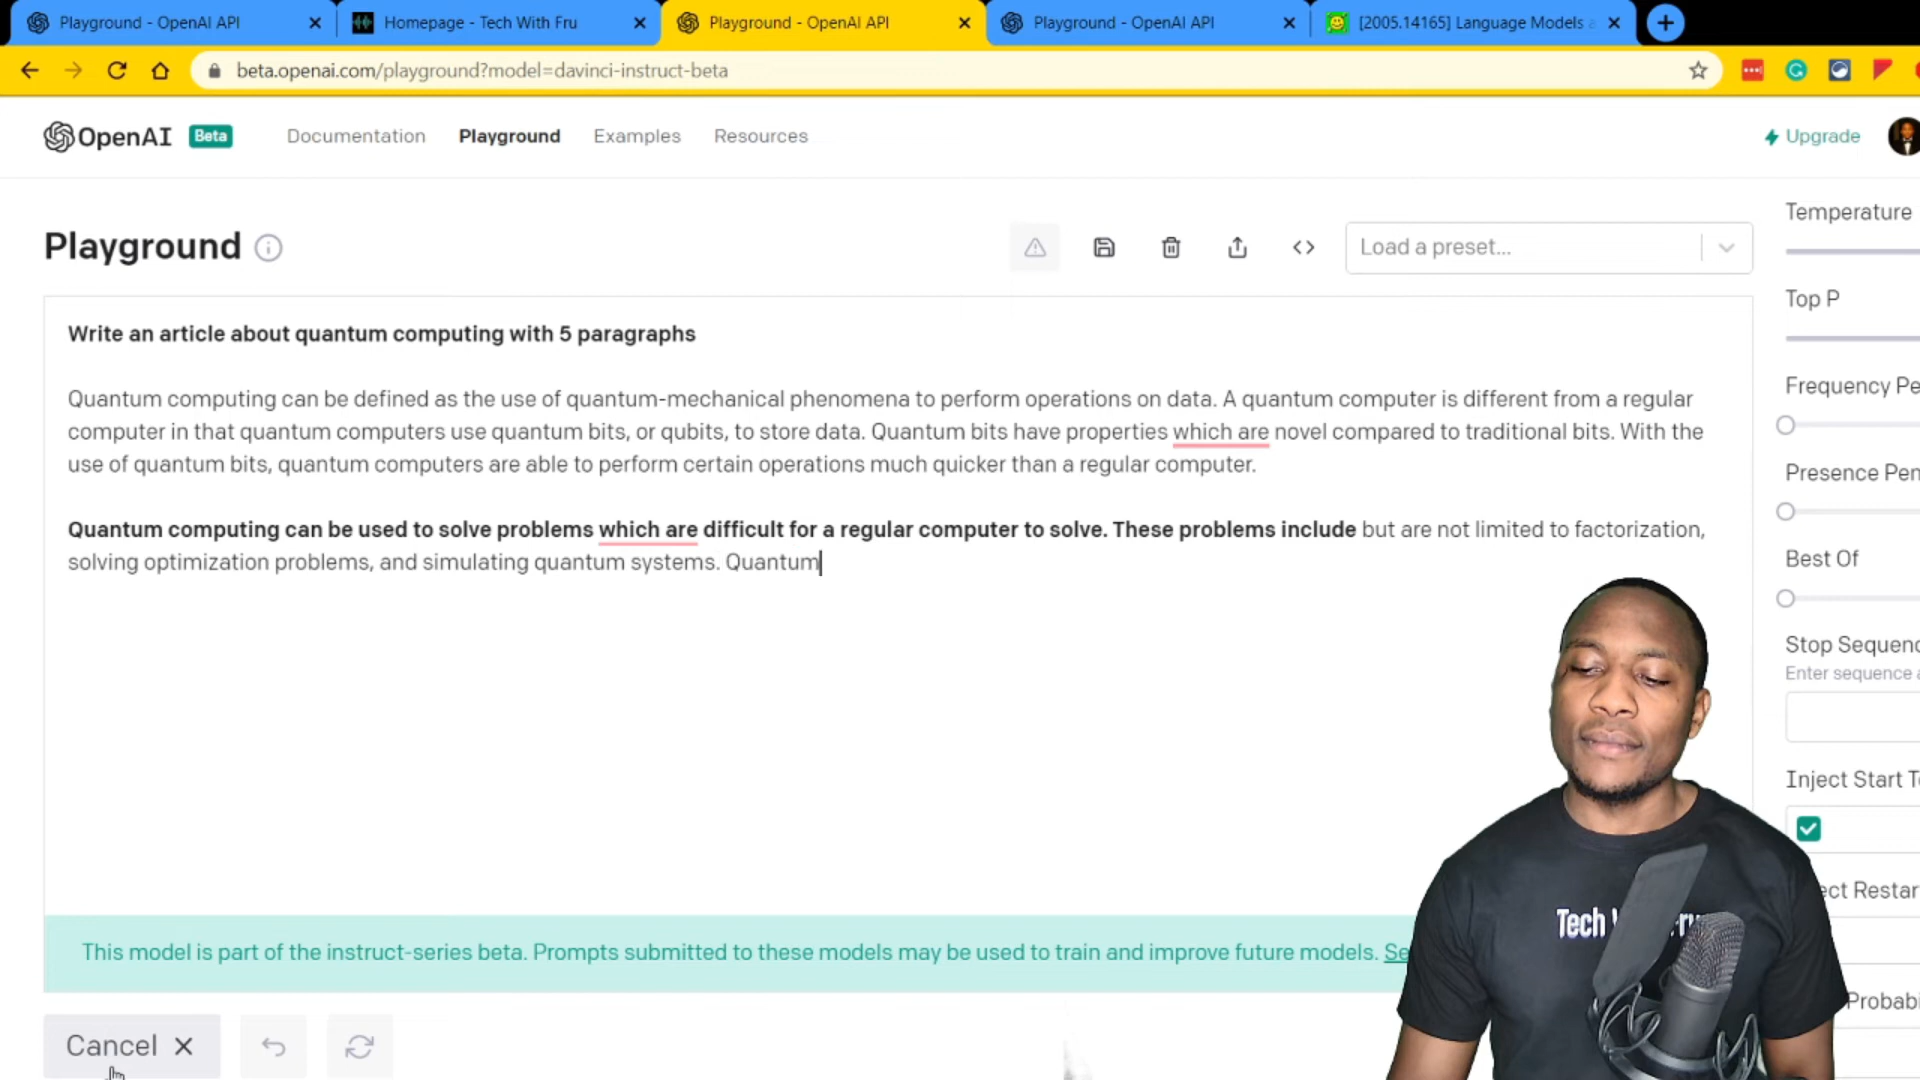 Playground - OpenAI API
Homepage - Tech With Fru
Playground - OpenAI API
Playground - OpenAI API
[2005.14165] Language Models a
beta.openai.com/playground?model=davinci-instruct-beta
OpenAI
Beta
Documentation
Playground
Examples
Resources
Upgrade
Playground
Load a preset...
Temperature
Top P
Frequency Pe
Presence Pen
Best Of
Stop Sequenc
Enter sequence a
Inject Start T
ect Restar
Probabi
Write an article about quantum computing with 5 paragraphs
Quantum computing can be defined as the use of quantum-mechanical phenomena to perform operations on data. A quantum computer is different from a regular
computer in that quantum computers use quantum bits, or qubits, to store data. Quantum bits have properties which are novel compared to traditional bits. With the
use of quantum bits, quantum computers are able to perform certain operations much quicker than a regular computer.
Quantum computing can be used to solve problems which are difficult for a regular computer to solve. These problems include but are not limited to factorization,
solving optimization problems, and simulating quantum systems. Quantum
This model is part of the instruct-series beta. Prompts submitted to these models may be used to train and improve future models. Se
Cancel
Tech